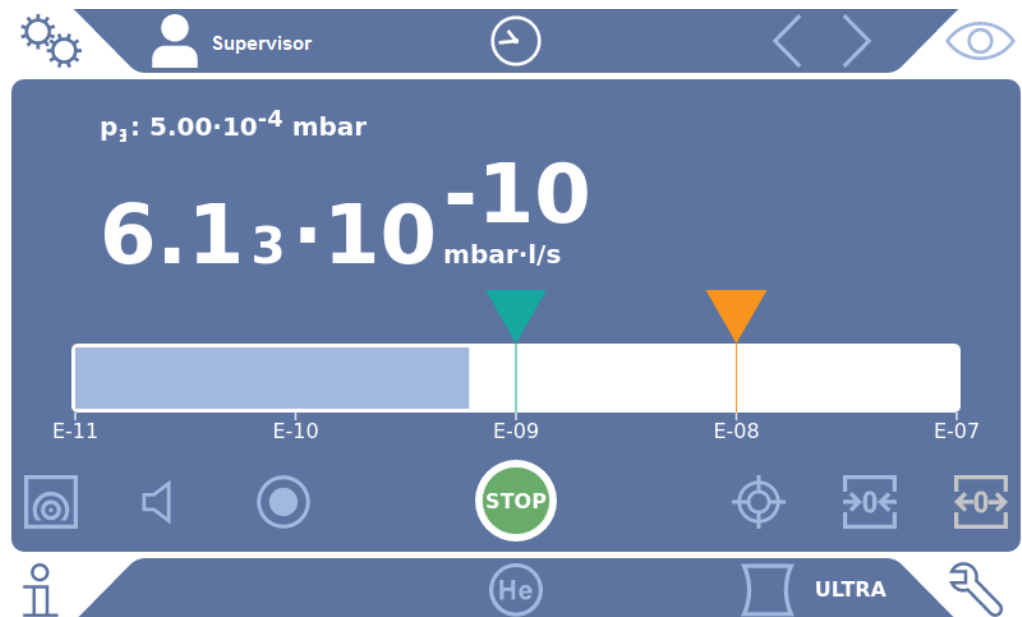 Supervisor
p₃: 5.00·10⁻⁴ mbar
6.1₃·10⁻¹⁰ mbar·l/s
E-11 E-10 E-09 E-08 E-07
STOP
→0←
←0→
He
ULTRA